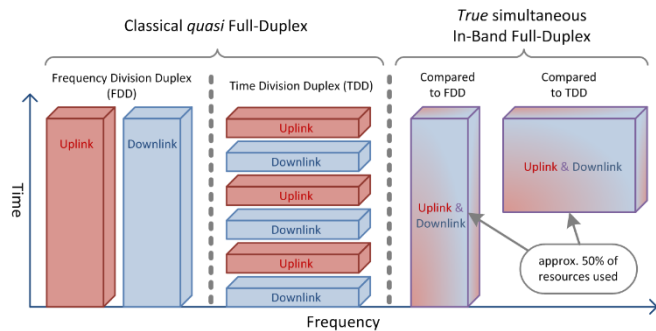 Classical quasi Full-Duplex
True simultaneous
In-Band Full-Duplex
Frequency Division Duplex
(FDD)
Time Division Duplex (TDD)
Compared
to FDD
Compared
to TDD
Uplink
Downlink
Uplink
Downlink
Uplink
Downlink
Uplink
Downlink
Uplink &
Downlink
Uplink & Downlink
approx. 50% of
resources used
Time
Frequency